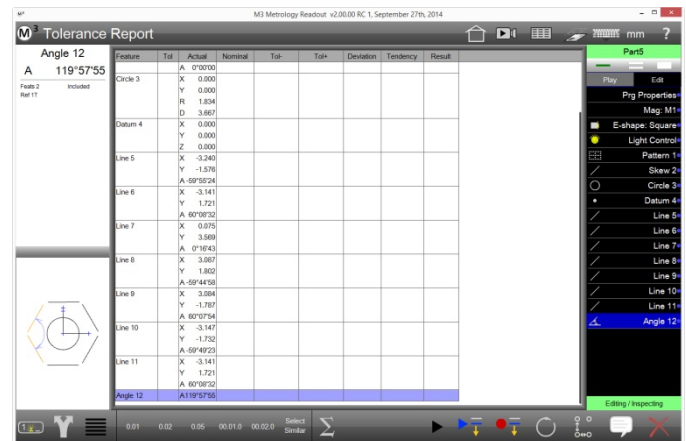 M3 Metrology Readout v2.00.00 RC 1, September 27th, 2014
M3 Tolerance Report
mm ?
Angle 12
A 119°57'55
Feats 2 Included
Ref 1T
Feature Tol Actual Nominal Tol- Tol+ Deviation Tendency Result
A 0°00'00
Circle 3 X 0.000
Y 0.000
R 1.834
D 3.667
Datum 4 X 0.000
Y 0.000
Z 0.000
Line 5 X -3.240
Y -1.576
A -59°55'24
Line 6 X -3.141
Y 1.721
A 60°08'32
Line 7 X 0.075
Y 3.569
A 0°16'43
Line 8 X 3.087
Y 1.802
A -59°44'58
Line 9 X 3.084
Y -1.787
A 60°07'54
Line 10 X -3.147
Y -1.732
A -59°49'23
Line 11 X -3.141
Y 1.721
A 60°08'32
Angle 12 A119°57'55
Part5
Play Edit
Prg Properties
Mag: M1
E-shape: Square
Light Control
Pattern 1
Skew 2
Circle 3
Datum 4
Line 5
Line 6
Line 7
Line 8
Line 9
Line 10
Line 11
Angle 12
Editing / Inspecting
0.01 0.02 0.05 00.01.0 00.02.0 Select Similar